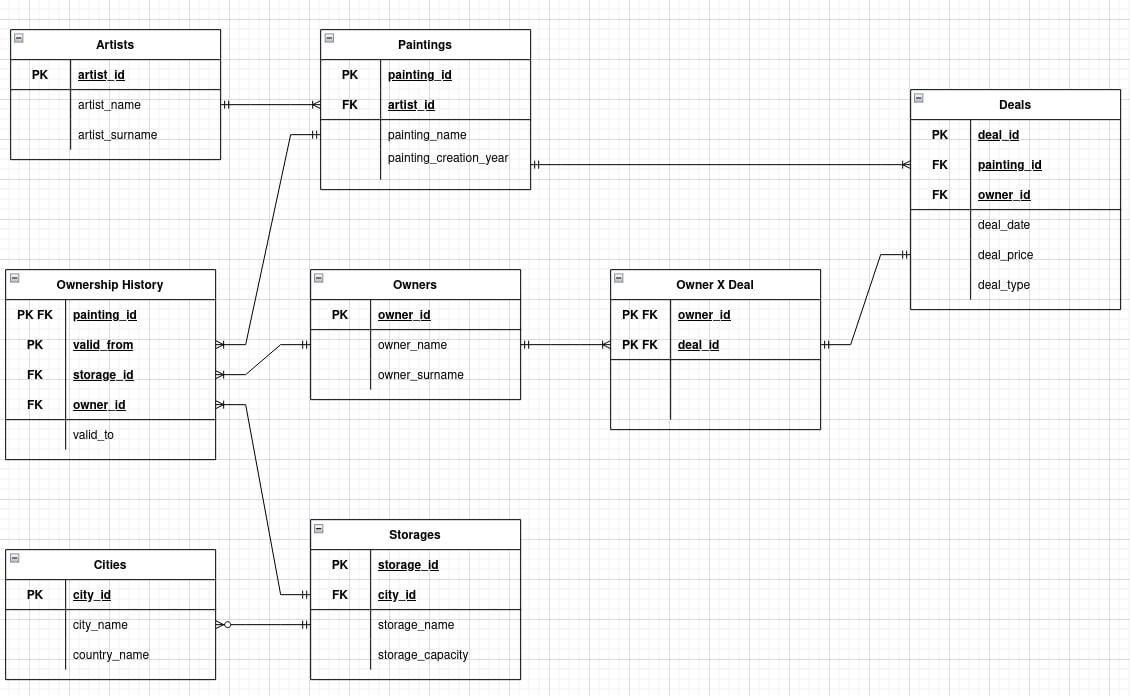 Artists
PK artist_id
artist_name
artist_surname
Paintings
PK painting_id
FK artist_id
painting_name
painting_creation_year
Deals
PK deal_id
FK painting_id
FK owner_id
deal_date
deal_price
deal_type
Ownership History
PK FK painting_id
PK valid_from
FK storage_id
FK owner_id
valid_to
Owners
PK owner_id
owner_name
owner_surname
Owner X Deal
PK FK owner_id
PK FK deal_id
Cities
PK city_id
city_name
country_name
Storages
PK storage_id
FK city_id
storage_name
storage_capacity